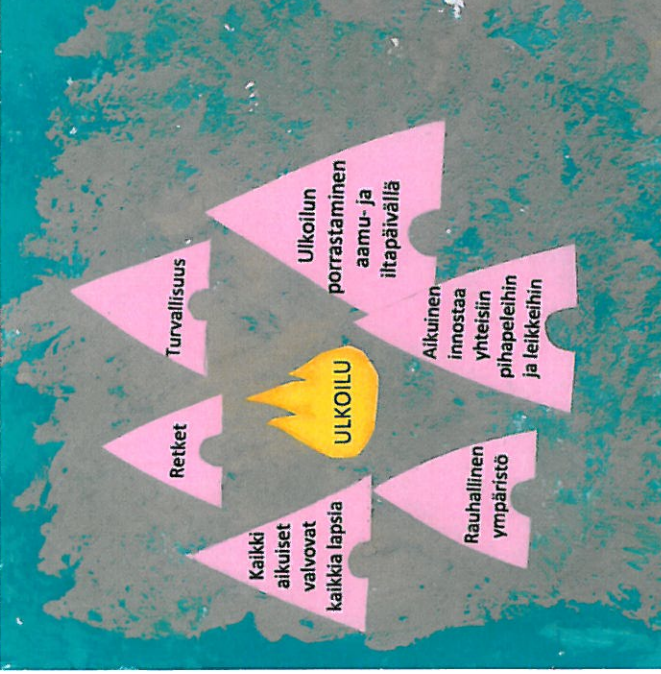 Retket
Turvallisuus
Kaikki
aikuiset
valvovat
kaikkia lapsia
ULKOILU
Ulkoilun
porrastaminen
aamu- ja
iltapäivällä
Rauhallinen
ympäristö
Aikuinen
innostaa
yhteisiin
pihapeleihin
ja leikkeihin